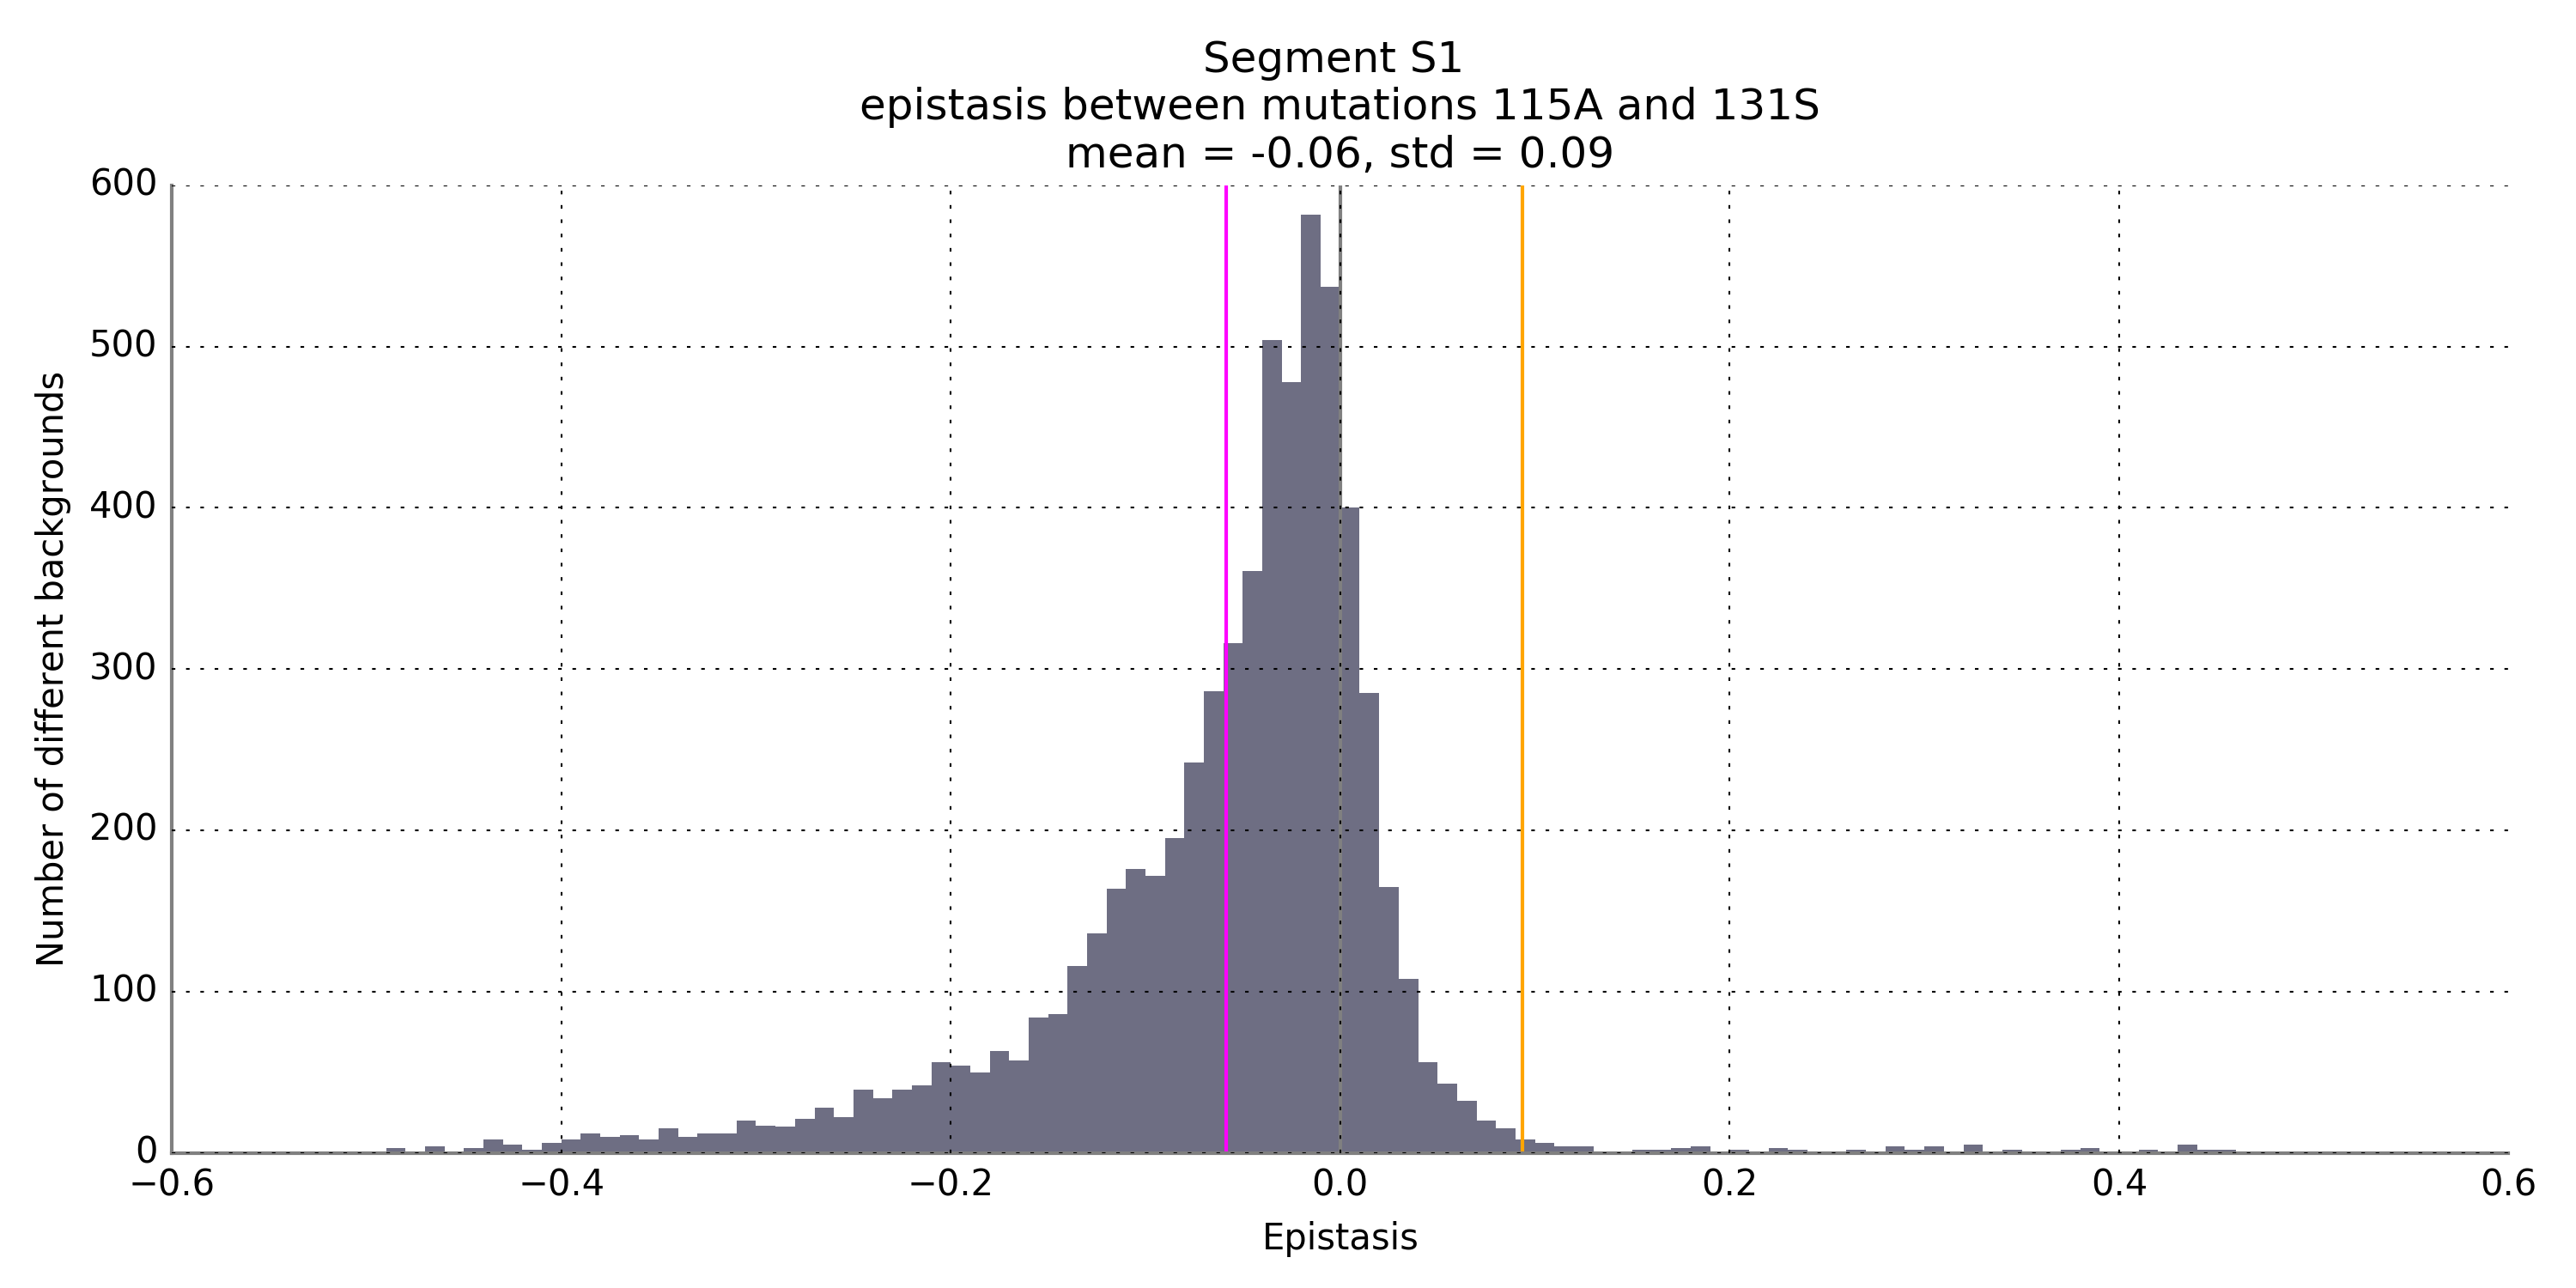 Segment S1
epistasis between mutations 115A and 131S
mean = -0.06, std = 0.09
600
500
400
300
200
100
0
Number of different backgrounds
−0.6
−0.4
−0.2
0.0
0.2
0.4
0.6
Epistasis